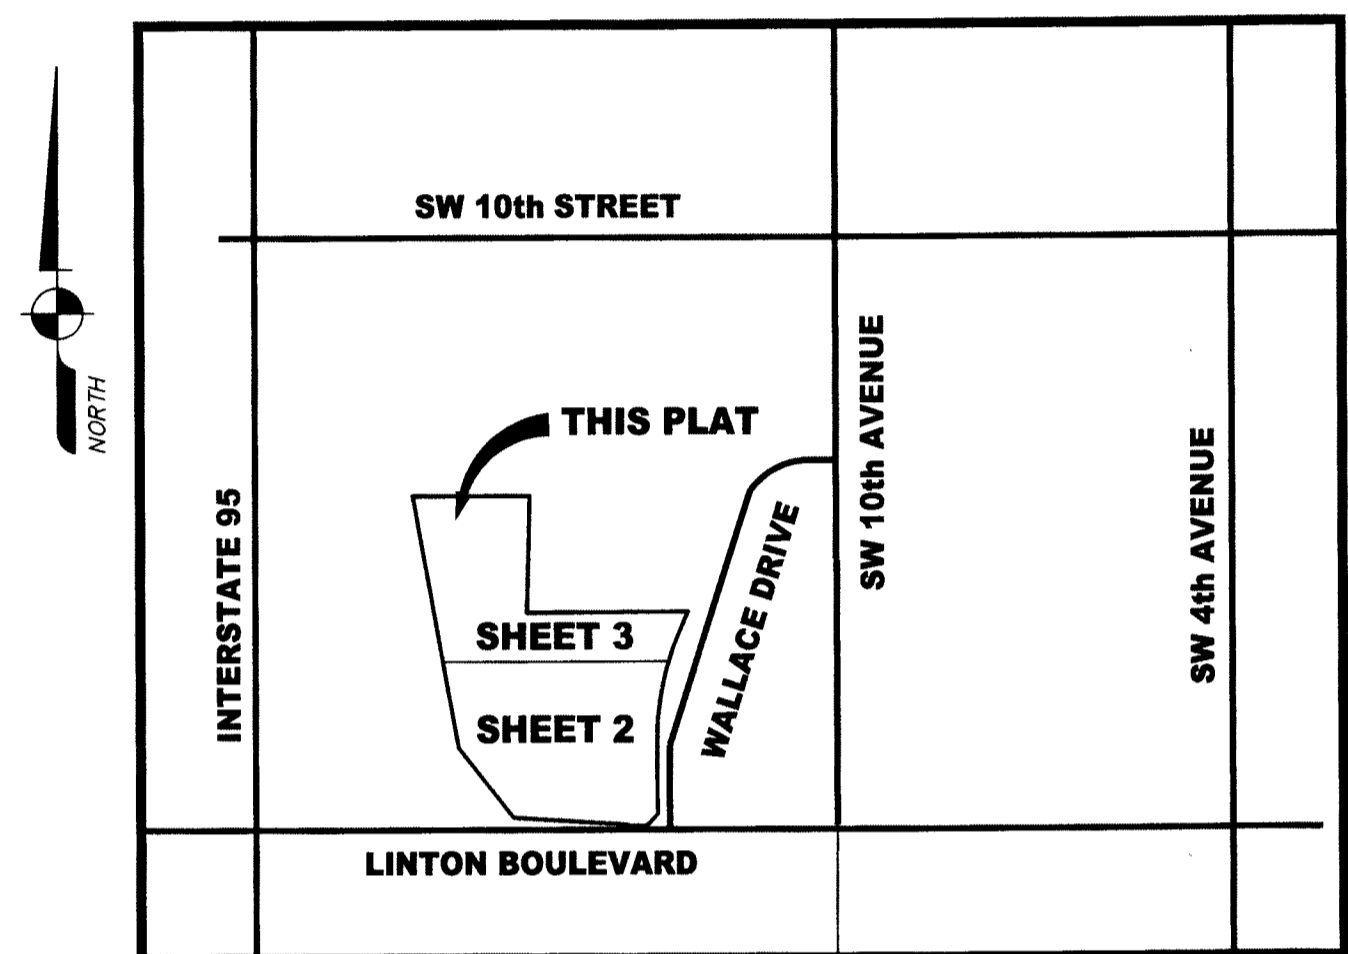 SW 10th STREET
NORTH
THIS PLAT
SW 10th AVENUE
SW 4th AVENUE
INTERSTATE 95
WALLACE DRIVE
SHEET 3
SHEET 2
LINTON BOULEVARD